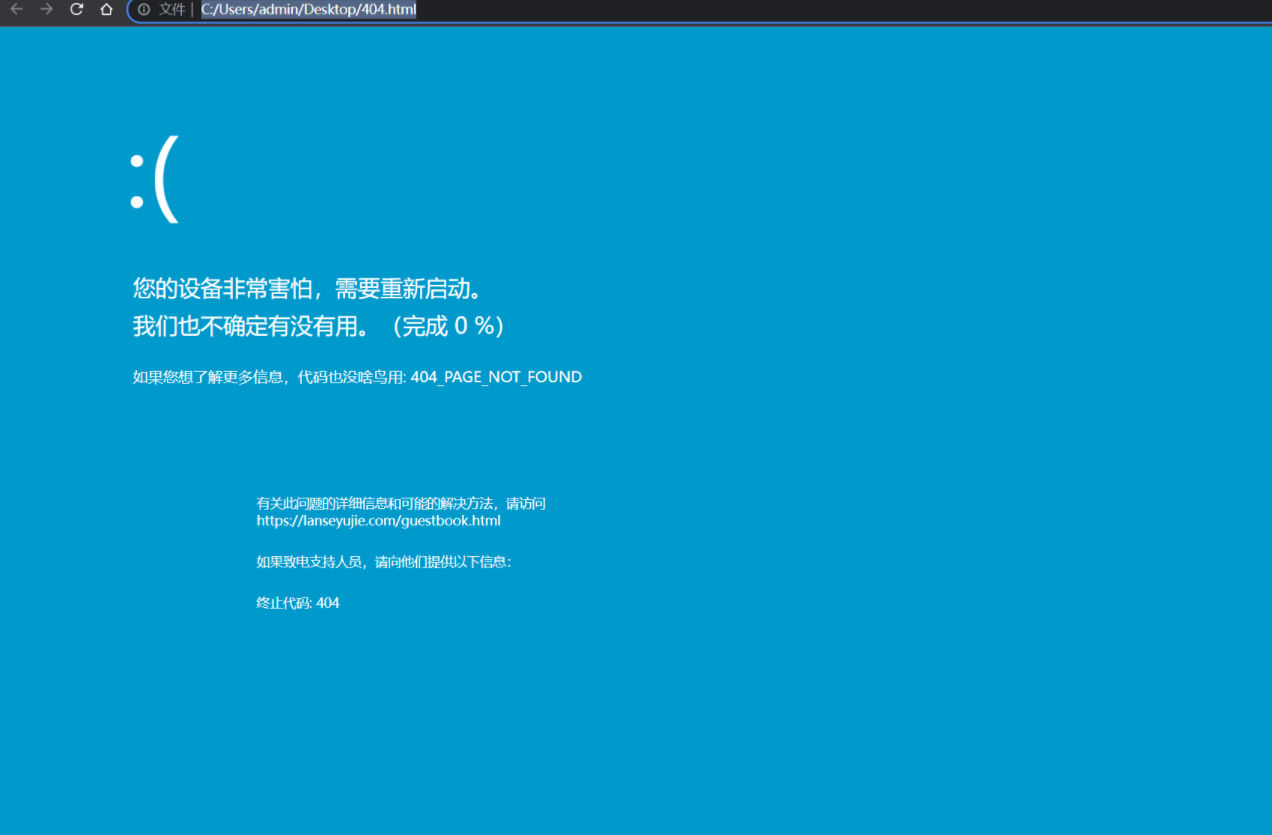 文件 | C:/Users/admin/Desktop/404.html
:(
您的设备非常害怕，需要重新启动。
我们也不确定有没有用。（完成 0 %）
如果您想了解更多信息，代码也没啥鸟用: 404_PAGE_NOT_FOUND
有关此问题的详细信息和可能的解决方法，请访问
https://lanseyujie.com/guestbook.html
如果致电支持人员，请向他们提供以下信息：
终止代码: 404